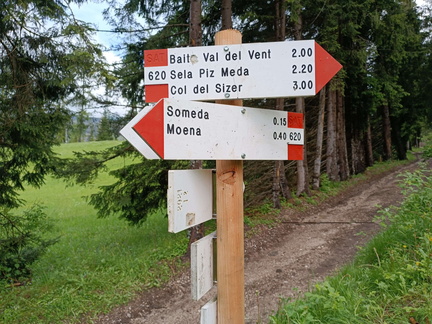 SAT Baita Val del Vent 2.00
620 Sela Piz Meda 2.20
Col del Sizer 3.00
Someda 0.15
Moena 0.40 620